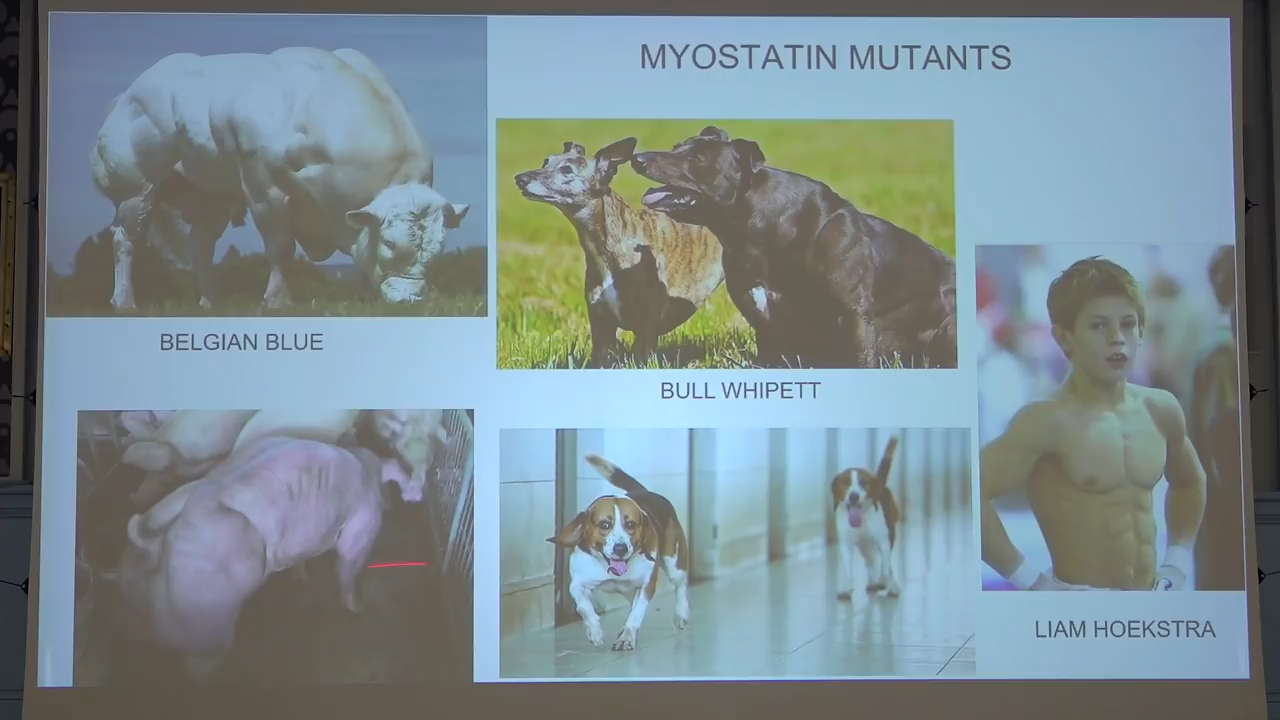 MYOSTATIN MUTANTS
BELGIAN BLUE
BULL WHIPETT
LIAM HOEKSTRA